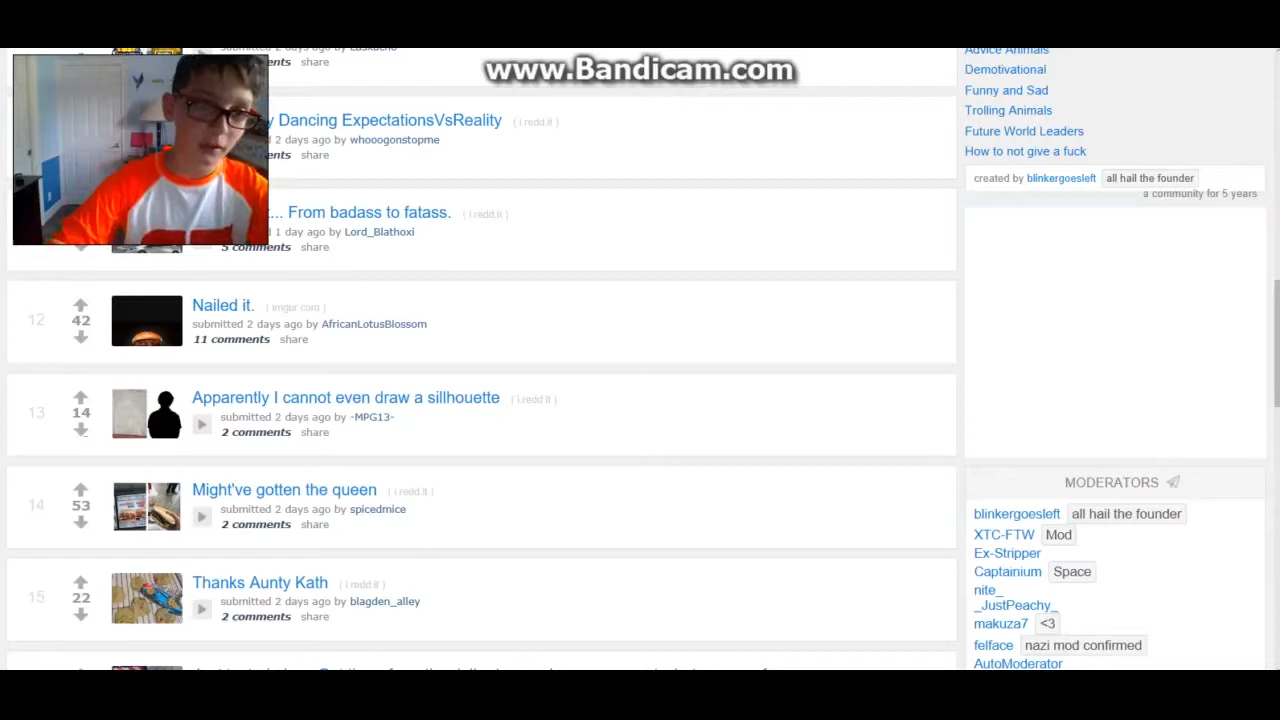 www.Bandicam.com
ents share
Advice Animals
Demotivational
Funny and Sad
Trolling Animals
Future World Leaders
How to not give a fuck
created by blinkergoesleft all hail the founder
a community for 5 years
y Dancing ExpectationsVsReality ( i.redd.it )
2 days ago by whooogonstopme
ents share
... From badass to fatass. ( i.redd.it )
1 day ago by Lord_Blathoxi
5 comments share
12
42
Nailed it. ( imgur.com )
submitted 2 days ago by AfricanLotusBlossom
11 comments share
13
14
Apparently I cannot even draw a sillhouette ( i.redd.it )
submitted 2 days ago by -MPG13-
2 comments share
14
53
Might've gotten the queen ( i.redd.it )
submitted 2 days ago by spicedmice
2 comments share
15
22
Thanks Aunty Kath ( i.redd.it )
submitted 2 days ago by blagden_alley
2 comments share
MODERATORS
blinkergoesleft all hail the founder
XTC-FTW Mod
Ex-Stripper
Captainium Space
nite_
_JustPeachy_
makuza7 <3
felface nazi mod confirmed
AutoModerator